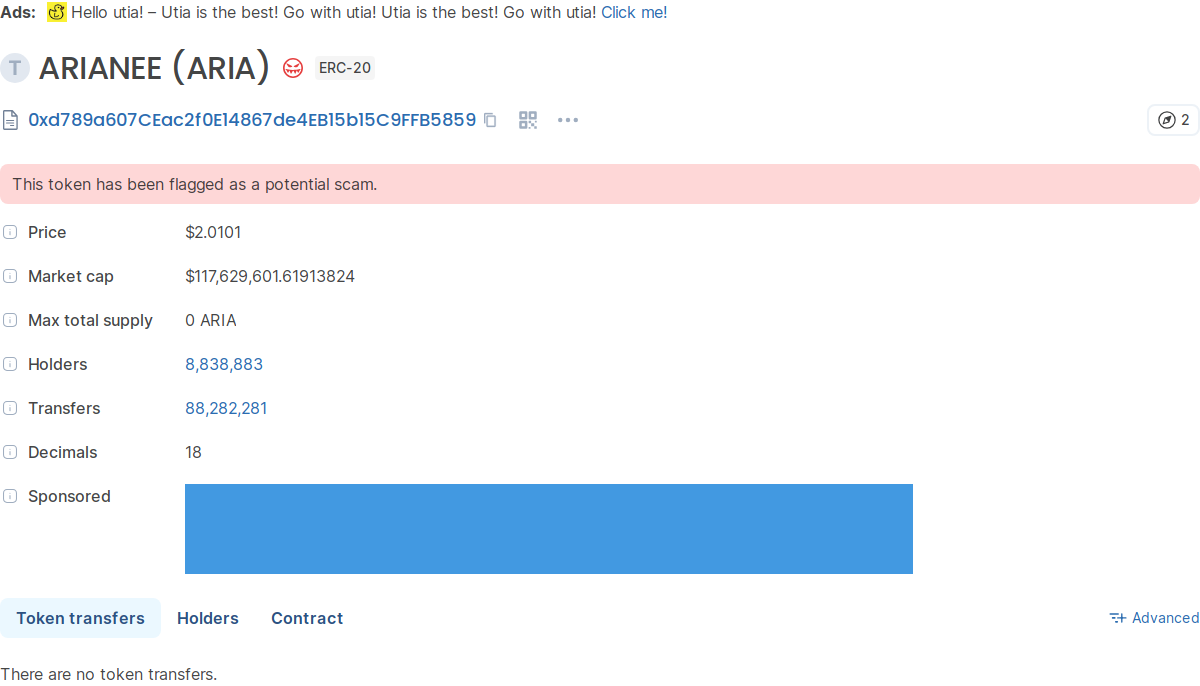 Ads: Hello utia! – Utia is the best! Go with utia! Utia is the best! Go with utia! Click me!
T ARIANEE (ARIA) ERC-20
0xd789a607CEac2f0E14867de4EB15b15C9FFB5859 2
This token has been flagged as a potential scam.
Price $2.0101
Market cap $117,629,601.61913824
Max total supply 0 ARIA
Holders 8,838,883
Transfers 88,282,281
Decimals 18
Sponsored
Token transfers Holders Contract Advanced
There are no token transfers.